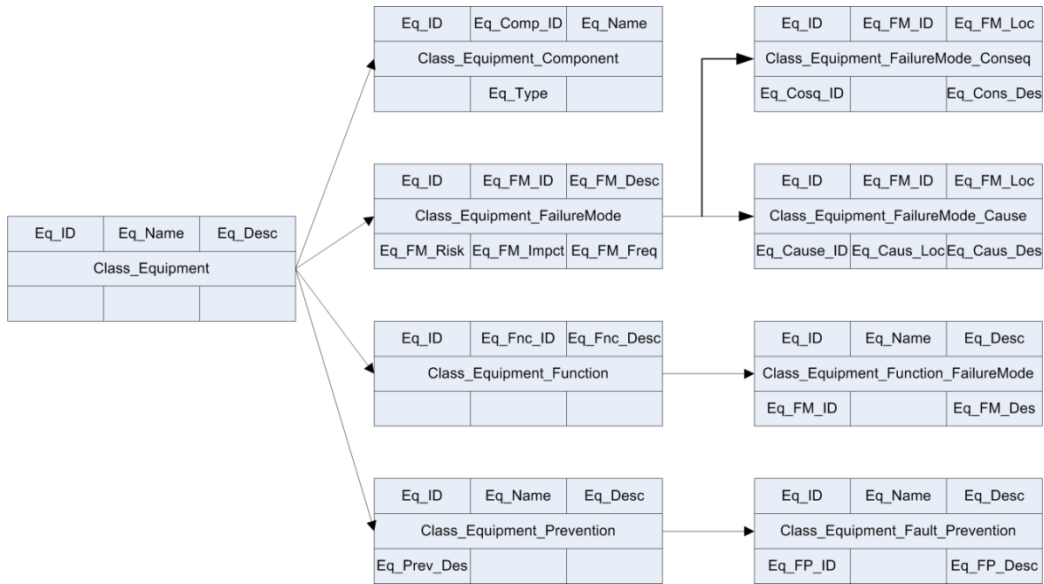 Eq_ID Eq_Comp_ID Eq_Name
Class_Equipment_Component
Eq_Type
Eq_ID Eq_FM_ID Eq_FM_Loc
Class_Equipment_FailureMode_Conseq
Eq_Cosq_ID Eq_Cons_Des
Eq_ID Eq_FM_ID Eq_FM_Desc
Class_Equipment_FailureMode
Eq_FM_Risk Eq_FM_Impct Eq_FM_Freq
Eq_ID Eq_FM_ID Eq_FM_Loc
Class_Equipment_FailureMode_Cause
Eq_Cause_ID Eq_Caus_Loc Eq_Caus_Des
Eq_ID Eq_Name Eq_Desc
Class_Equipment
Eq_ID Eq_Fnc_ID Eq_Fnc_Desc
Class_Equipment_Function
Eq_ID Eq_Name Eq_Desc
Class_Equipment_Function_FailureMode
Eq_FM_ID Eq_FM_Des
Eq_ID Eq_Name Eq_Desc
Class_Equipment_Prevention
Eq_Prev_Des
Eq_ID Eq_Name Eq_Desc
Class_Equipment_Fault_Prevention
Eq_FP_ID Eq_FP_Desc